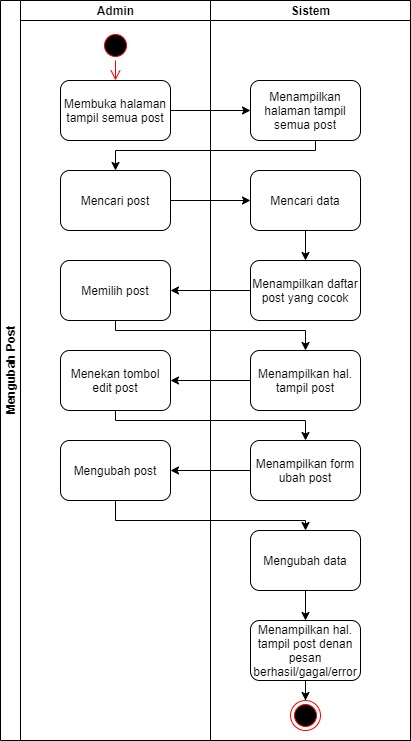 Admin
Sistem
Mengubah Post
Membuka halaman
tampil semua post
Menampilkan
halaman tampil
semua post
Mencari post
Mencari data
Menampilkan daftar
post yang cocok
Memilih post
Menampilkan hal.
tampil post
Menekan tombol
edit post
Menampilkan form
ubah post
Mengubah post
Mengubah data
Menampilkan hal.
tampil post denan
pesan
berhasil/gagal/error